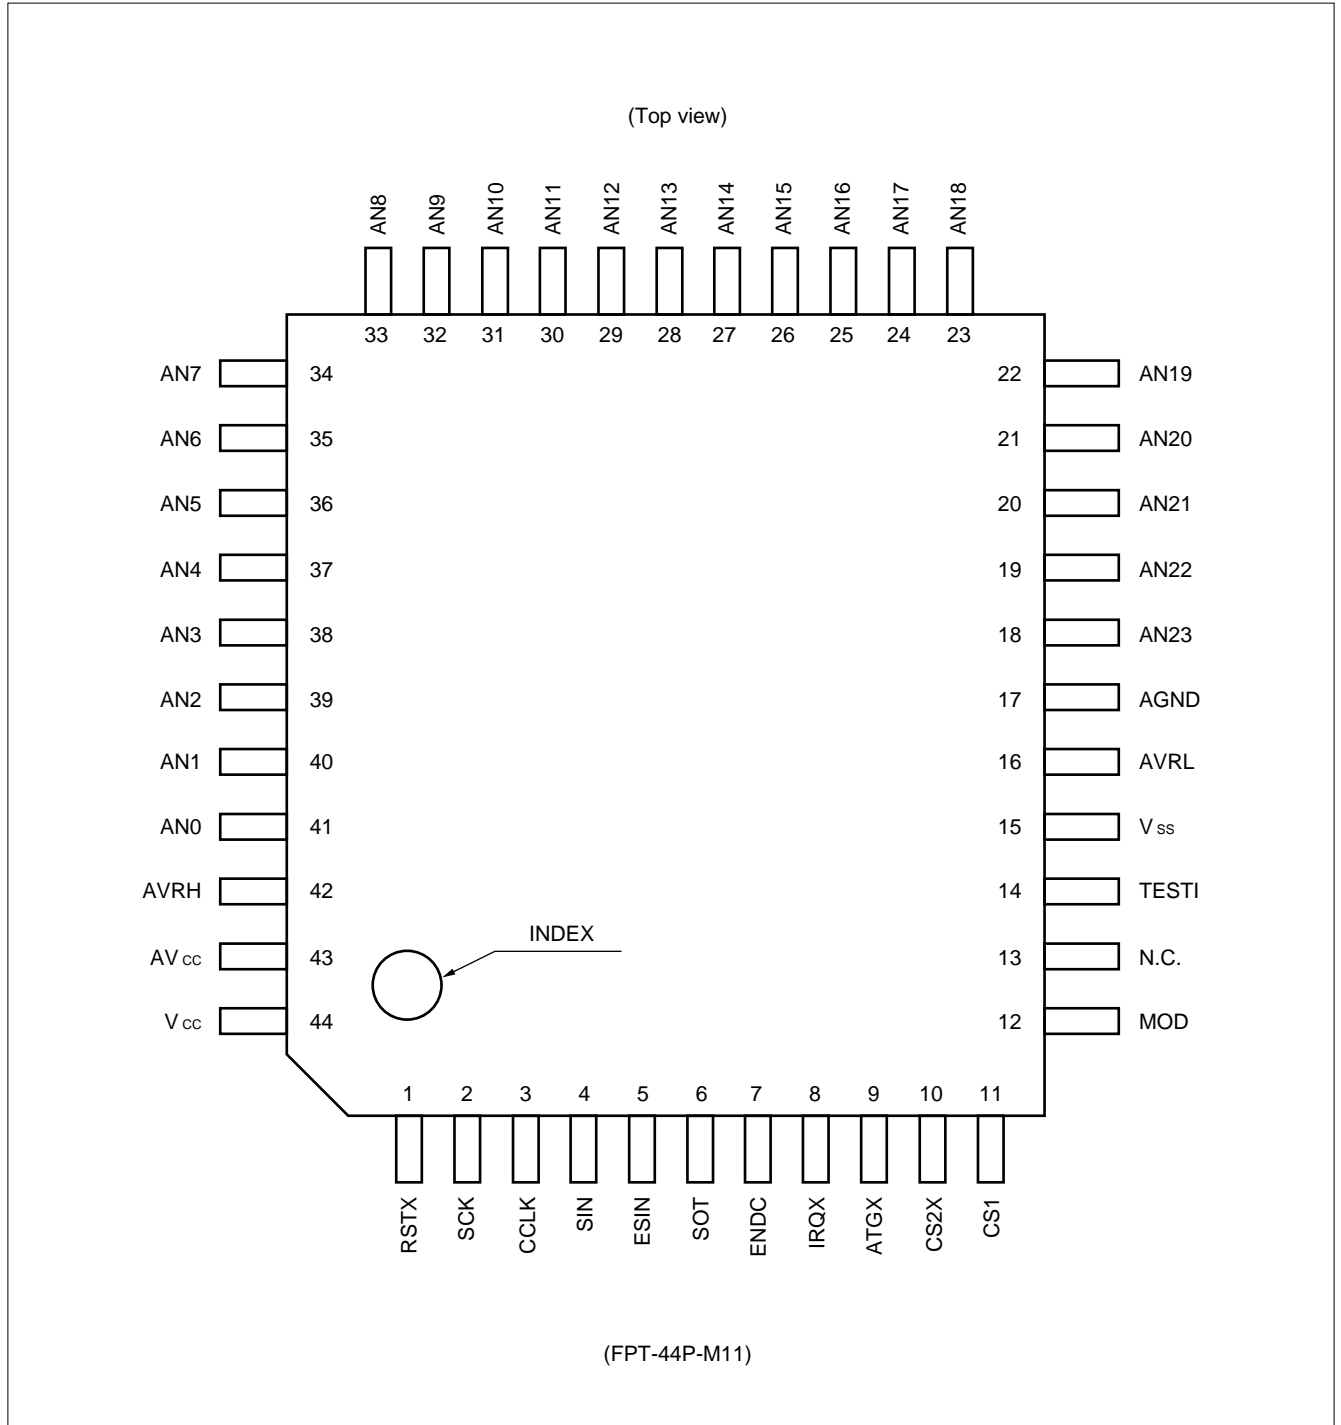 (Top view)
AN8 AN9 AN10 AN11 AN12 AN13 AN14 AN15 AN16 AN17 AN18
33 32 31 30 29 28 27 26 25 24 23
AN7 34 22 AN19
AN6 35 21 AN20
AN5 36 20 AN21
AN4 37 19 AN22
AN3 38 18 AN23
AN2 39 17 AGND
AN1 40 16 AVRL
AN0 41 15 Vss
AVRH 42 14 TESTI
INDEX
AVcc 43 13 N.C.
Vcc 44 12 MOD
1 2 3 4 5 6 7 8 9 10 11
RSTX SCK CCLK SIN ESIN SOT ENDC IRQX ATGX CS2X CS1
(FPT-44P-M11)